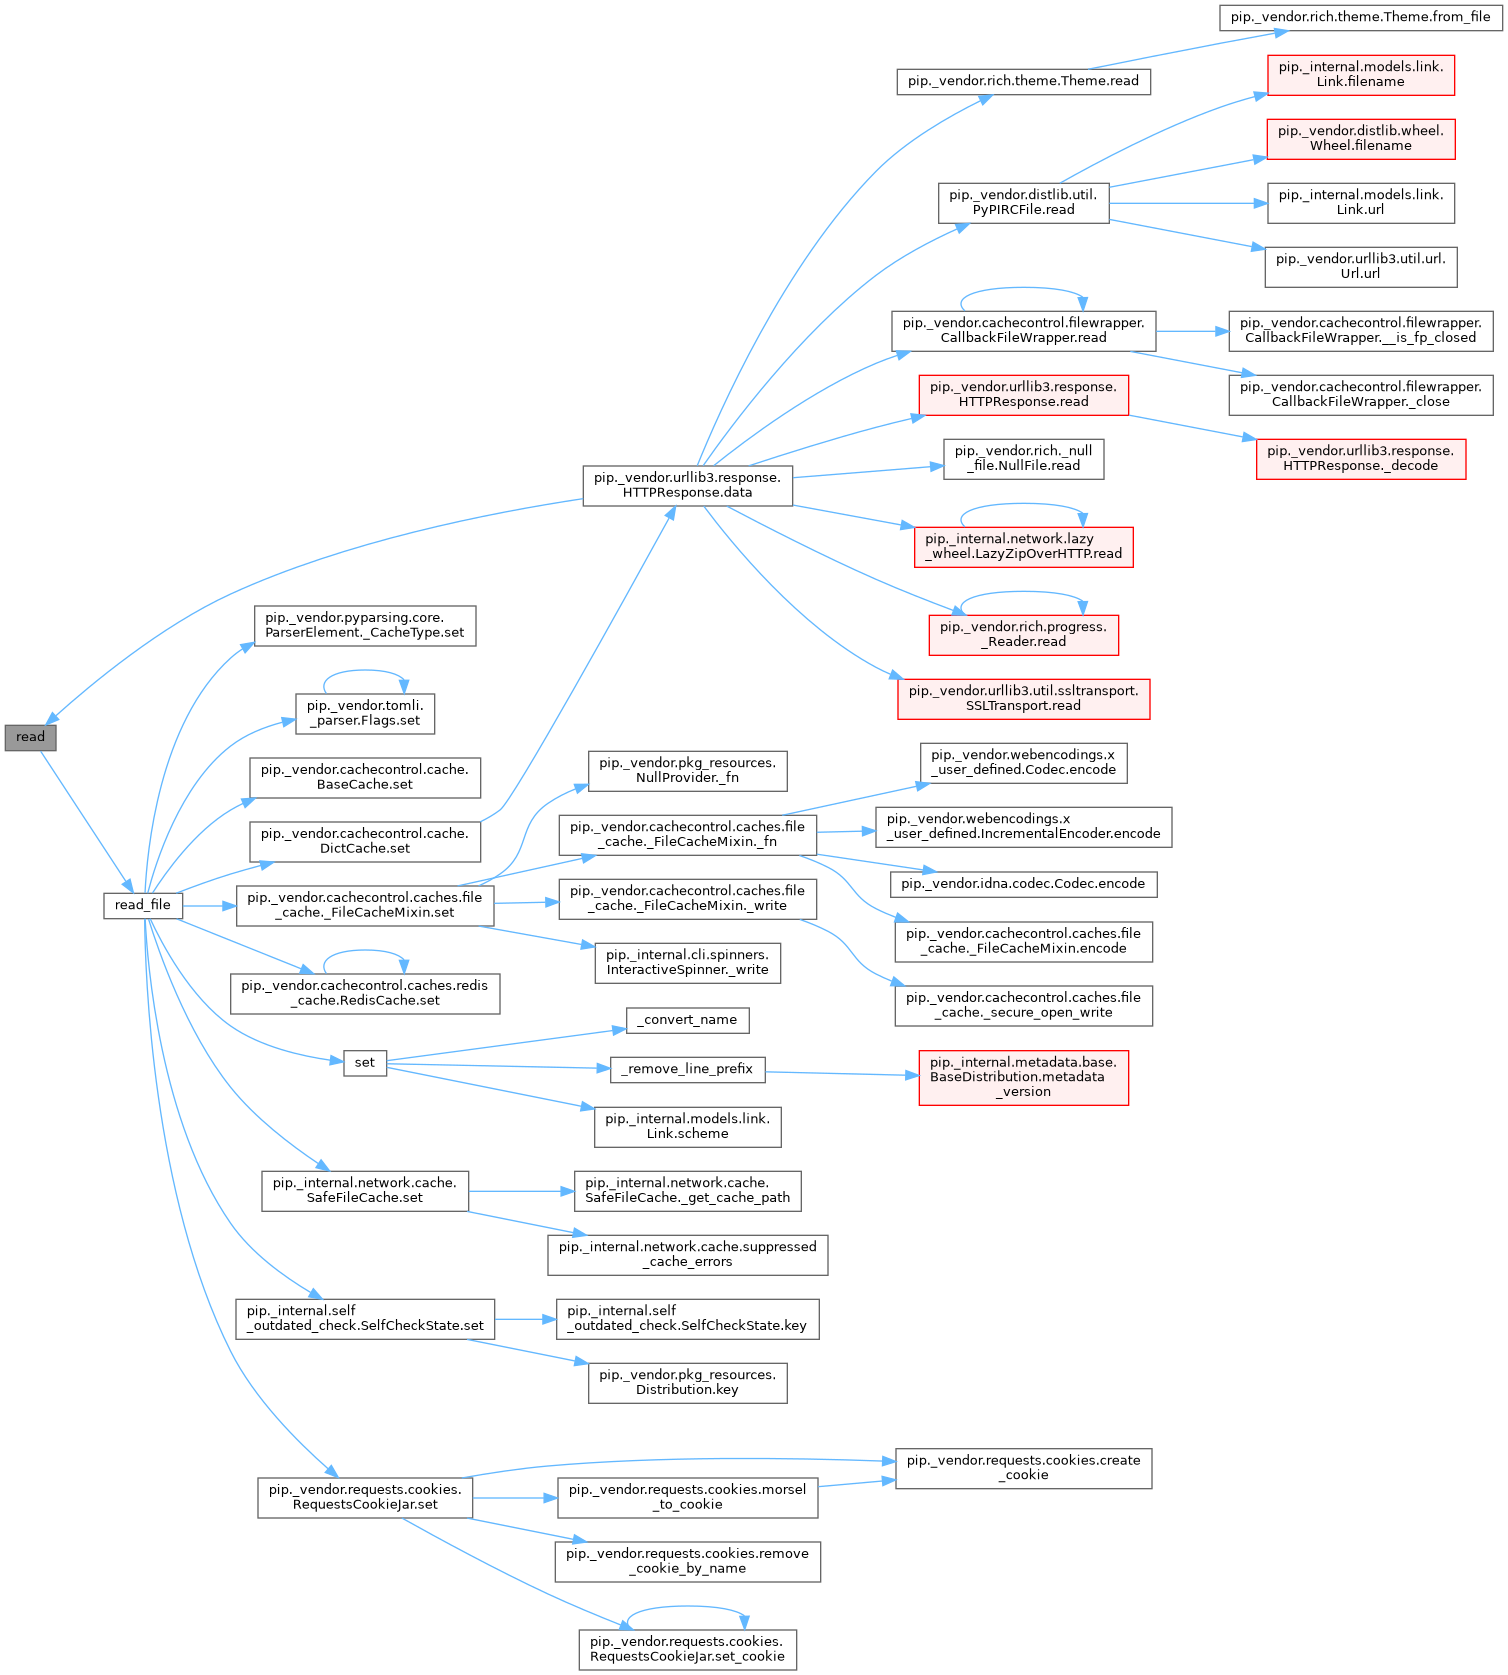 pip._vendor.rich.theme.Theme.from_file
pip._internal.models.link.
Link.filename
pip._vendor.rich.theme.Theme.read
pip._vendor.distlib.wheel.
Wheel.filename
pip._vendor.distlib.util.
PyPIRCFile.read
pip._internal.models.link.
Link.url
pip._vendor.urllib3.util.url.
Url.url
pip._vendor.cachecontrol.filewrapper.
CallbackFileWrapper.read
pip._vendor.cachecontrol.filewrapper.
CallbackFileWrapper.__is_fp_closed
pip._vendor.urllib3.response.
HTTPResponse.read
pip._vendor.cachecontrol.filewrapper.
CallbackFileWrapper._close
pip._vendor.rich._null
_file.NullFile.read
pip._vendor.urllib3.response.
HTTPResponse._decode
pip._vendor.urllib3.response.
HTTPResponse.data
pip._internal.network.lazy
_wheel.LazyZipOverHTTP.read
pip._vendor.pyparsing.core.
ParserElement._CacheType.set
pip._vendor.rich.progress.
_Reader.read
pip._vendor.tomli.
_parser.Flags.set
pip._vendor.urllib3.util.ssltransport.
SSLTransport.read
read
pip._vendor.cachecontrol.cache.
BaseCache.set
pip._vendor.pkg_resources.
NullProvider._fn
pip._vendor.webencodings.x
_user_defined.Codec.encode
pip._vendor.cachecontrol.cache.
DictCache.set
pip._vendor.cachecontrol.caches.file
_cache._FileCacheMixin._fn
pip._vendor.webencodings.x
_user_defined.IncrementalEncoder.encode
read_file
pip._vendor.cachecontrol.caches.file
_cache._FileCacheMixin.set
pip._vendor.cachecontrol.caches.file
_cache._FileCacheMixin._write
pip._vendor.idna.codec.Codec.encode
pip._vendor.cachecontrol.caches.file
_cache._FileCacheMixin.encode
pip._internal.cli.spinners.
InteractiveSpinner._write
pip._vendor.cachecontrol.caches.redis
_cache.RedisCache.set
pip._vendor.cachecontrol.caches.file
_cache._secure_open_write
_convert_name
set
_remove_line_prefix
pip._internal.metadata.base.
BaseDistribution.metadata
_version
pip._internal.models.link.
Link.scheme
pip._internal.network.cache.
SafeFileCache.set
pip._internal.network.cache.
SafeFileCache._get_cache_path
pip._internal.network.cache.suppressed
_cache_errors
pip._internal.self
_outdated_check.SelfCheckState.set
pip._internal.self
_outdated_check.SelfCheckState.key
pip._vendor.pkg_resources.
Distribution.key
pip._vendor.requests.cookies.create
_cookie
pip._vendor.requests.cookies.
RequestsCookieJar.set
pip._vendor.requests.cookies.morsel
_to_cookie
pip._vendor.requests.cookies.remove
_cookie_by_name
pip._vendor.requests.cookies.
RequestsCookieJar.set_cookie